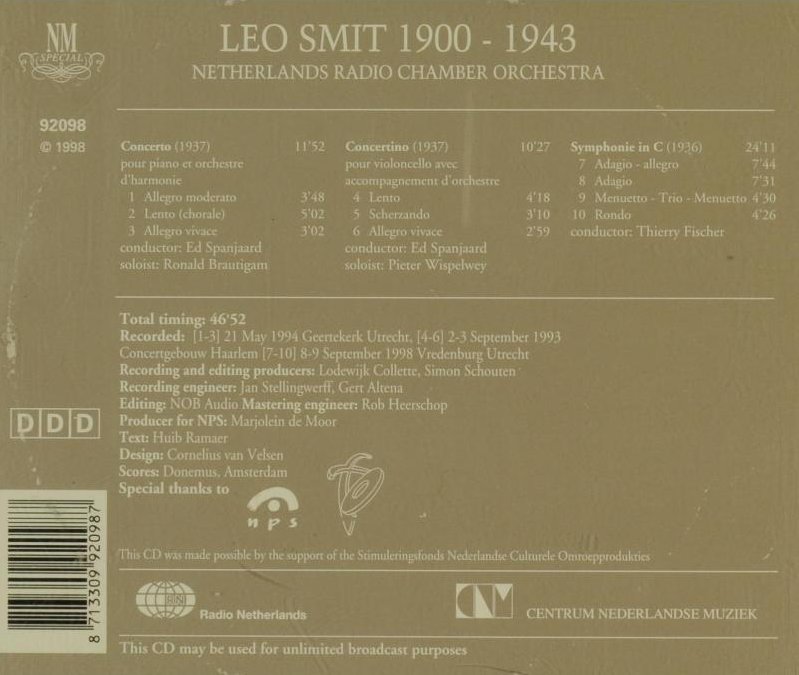 NM
SPECIAL
LEO SMIT 1900 - 1943
NETHERLANDS RADIO CHAMBER ORCHESTRA
92098
© 1998
Concerto (1937) 11'52
pour piano et orchestre
d'harmonie
1 Allegro moderato 3'48
2 Lento (chorale) 5'02
3 Allegro vivace 3'02
conductor: Ed Spanjaard
soloist: Ronald Brautigam
Concertino (1937) 10'27
pour violoncello avec
accompagnement d'orchestre
4 Lento 4'18
5 Scherzando 3'10
6 Allegro vivace 2'59
conductor: Ed Spanjaard
soloist: Pieter Wispelwey
Symphonie in C (1936) 24'11
7 Adagio - allegro 7'44
8 Adagio 7'31
9 Menuetto - Trio - Menuetto 4'30
10 Rondo 4'26
conductor: Thierry Fischer
Total timing: 46'52
Recorded: [1-3] 21 May 1994 Geertekerk Utrecht, [4-6] 2-3 September 1993
Concertgebouw Haarlem [7-10] 8-9 September 1998 Vredenburg Utrecht
Recording and editing producers: Lodewijk Collette, Simon Schouten
Recording engineer: Jan Stellingwerff, Gert Altena
Editing: NOB Audio Mastering engineer: Rob Heerschop
Producer for NPS: Marjolein de Moor
Text: Huib Ramaer
Design: Cornelius van Velsen
Scores: Donemus, Amsterdam
Special thanks to
nps
DDD
8 713309 920987
This CD was made possible by the support of the Stimuleringsfonds Nederlandse Culturele Omroepprodukties
RN
Radio Netherlands
CNM
CENTRUM NEDERLANDSE MUZIEK
This CD may be used for unlimited broadcast purposes